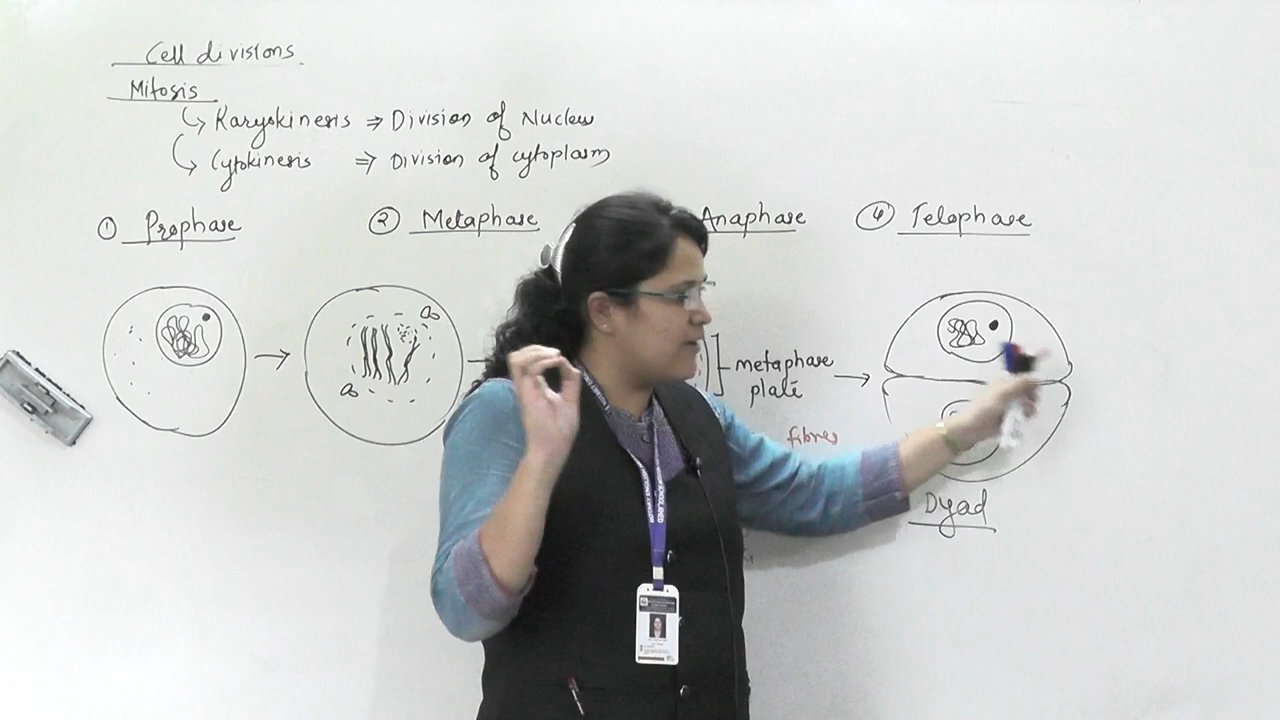 Cell divisions
Mitosis
↳ Karyokinesis ⇒ Division of Nucleus
↳ Cytokinesis ⇒ Division of cytoplasm
① Prophase ② Metaphase Anaphase ④ Telophase
metaphase
plate
fibres
Dyad